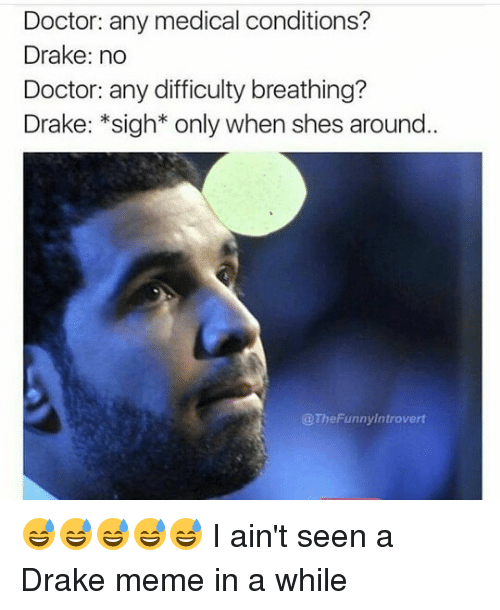 Doctor: any medical conditions?
Drake: no
Doctor: any difficulty breathing?
Drake: *sigh* only when shes around..
@TheFunnyIntrovert
😅😅😅😅😅 I ain't seen a
Drake meme in a while